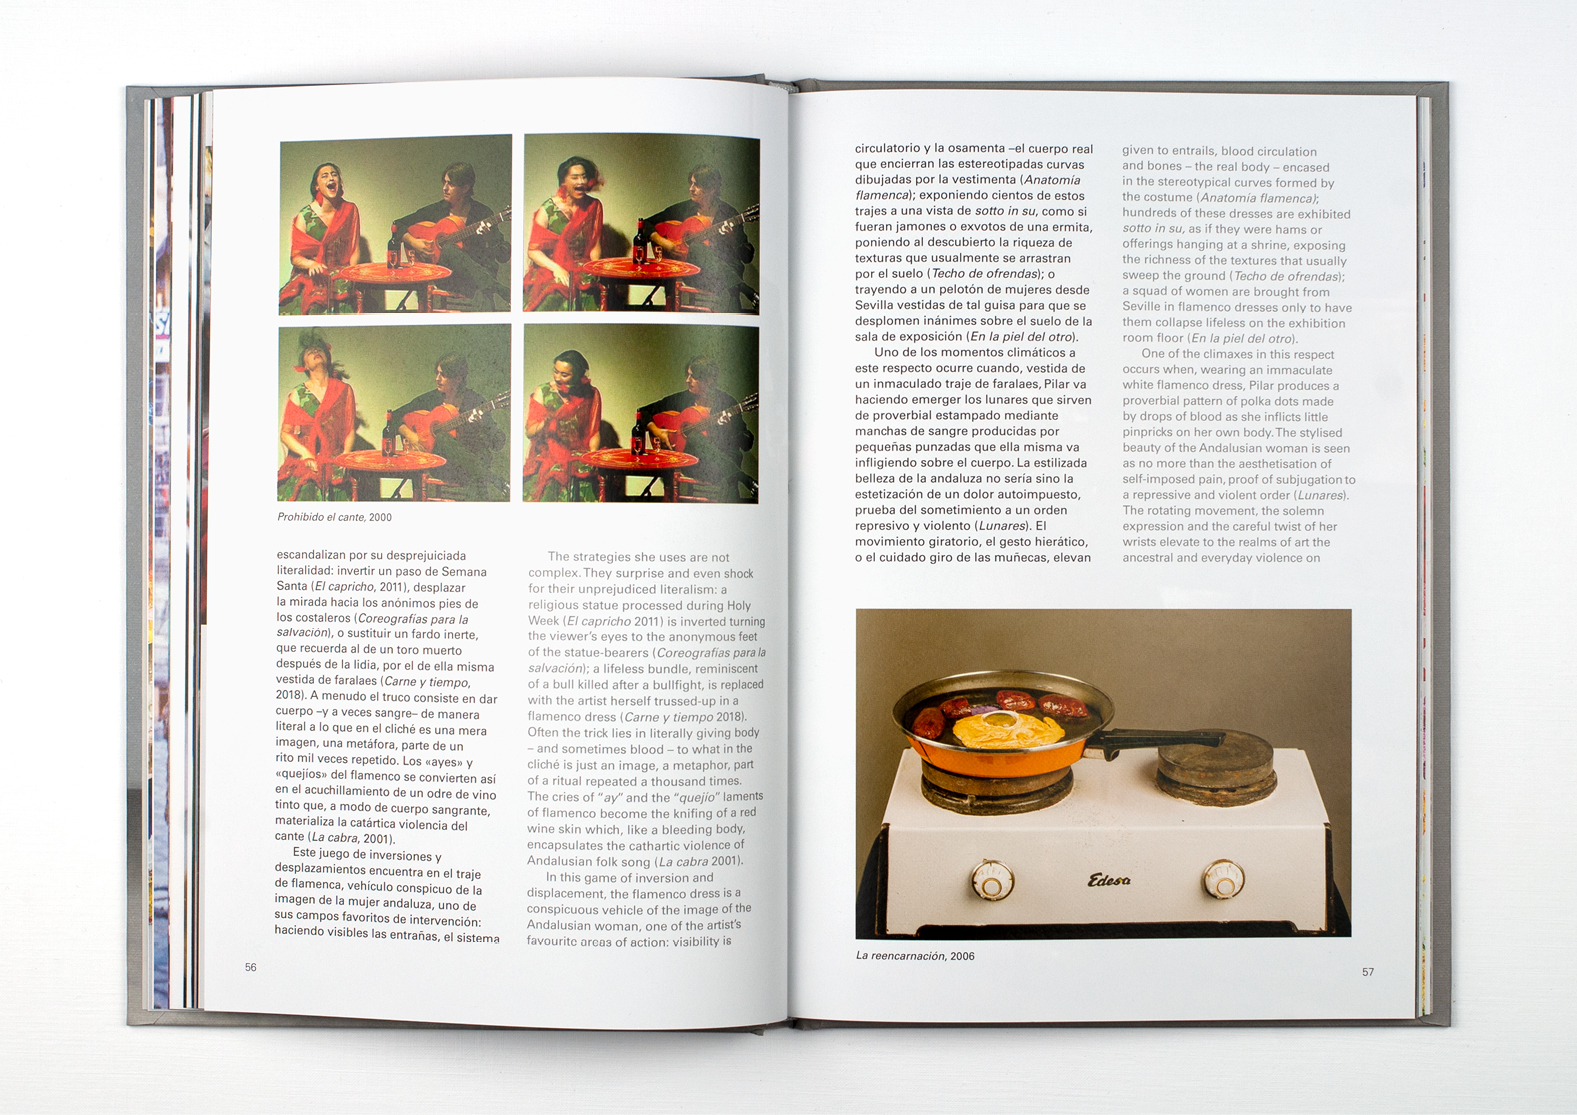 Prohibido el cante, 2000
escandalizan por su desprejuiciada
literalidad: invertir un paso de Semana
Santa (El capricho, 2011), desplazar
la mirada hacia los anónimos pies de
los costaleros (Coreografías para la
salvación), o sustituir un fardo inerte,
que recuerda al de un toro muerto
después de la lidia, por el de ella misma
vestida de faralaes (Carne y tiempo,
2018). A menudo el truco consiste en dar
cuerpo –y a veces sangre– de manera
literal a lo que en el cliché es una mera
imagen, una metáfora, parte de un
rito mil veces repetido. Los «ayes» y
«quejíos» del flamenco se convierten así
en el acuchillamiento de un odre de vino
tinto que, a modo de cuerpo sangrante,
materializa la catártica violencia del
cante (La cabra, 2001).
Este juego de inversiones y
desplazamientos encuentra en el traje
de flamenca, vehículo conspicuo de la
imagen de la mujer andaluza, uno de
sus campos favoritos de intervención:
haciendo visibles las entrañas, el sistema
The strategies she uses are not
complex. They surprise and even shock
for their unprejudiced literalism: a
religious statue processed during Holy
Week (El capricho 2011) is inverted turning
the viewer's eyes to the anonymous feet
of the statue-bearers (Coreografías para la
salvación); a lifeless bundle, reminiscent
of a bull killed after a bullfight, is replaced
with the artist herself trussed-up in a
flamenco dress (Carne y tiempo 2018).
Often the trick lies in literally giving body
– and sometimes blood – to what in the
cliché is just an image, a metaphor, part
of a ritual repeated a thousand times.
The cries of "ay" and the "quejío" laments
of flamenco become the knifing of a red
wine skin which, like a bleeding body,
encapsulates the cathartic violence of
Andalusian folk song (La cabra 2001).
In this game of inversion and
displacement, the flamenco dress is a
conspicuous vehicle of the image of the
Andalusian woman, one of the artist's
favourite areas of action: visibility is
56
circulatorio y la osamenta –el cuerpo real
que encierran las estereotipadas curvas
dibujadas por la vestimenta (Anatomía
flamenca); exponiendo cientos de estos
trajes a una vista de sotto in su, como si
fueran jamones o exvotos de una ermita,
poniendo al descubierto la riqueza de
texturas que usualmente se arrastran
por el suelo (Techo de ofrendas); o
trayendo a un pelotón de mujeres desde
Sevilla vestidas de tal guisa para que se
desplomen inánimes sobre el suelo de la
sala de exposición (En la piel del otro).
Uno de los momentos climáticos a
este respecto ocurre cuando, vestida de
un inmaculado traje de faralaes, Pilar va
haciendo emerger los lunares que sirven
de proverbial estampado mediante
manchas de sangre producidas por
pequeñas punzadas que ella misma va
infligiendo sobre el cuerpo. La estilizada
belleza de la andaluza no sería sino la
estetización de un dolor autoimpuesto,
prueba del sometimiento a un orden
represivo y violento (Lunares). El
movimiento giratorio, el gesto hierático,
o el cuidado giro de las muñecas, elevan
given to entrails, blood circulation
and bones – the real body – encased
in the stereotypical curves formed by
the costume (Anatomía flamenca);
hundreds of these dresses are exhibited
sotto in su, as if they were hams or
offerings hanging at a shrine, exposing
the richness of the textures that usually
sweep the ground (Techo de ofrendas);
a squad of women are brought from
Seville in flamenco dresses only to have
them collapse lifeless on the exhibition
room floor (En la piel del otro).
One of the climaxes in this respect
occurs when, wearing an immaculate
white flamenco dress, Pilar produces a
proverbial pattern of polka dots made
by drops of blood as she inflicts little
pinpricks on her own body. The stylised
beauty of the Andalusian woman is seen
as no more than the aesthetisation of
self-imposed pain, proof of subjugation to
a repressive and violent order (Lunares).
The rotating movement, the solemn
expression and the careful twist of her
wrists elevate to the realms of art the
ancestral and everyday violence on
Edesa
La reencarnación, 2006
57